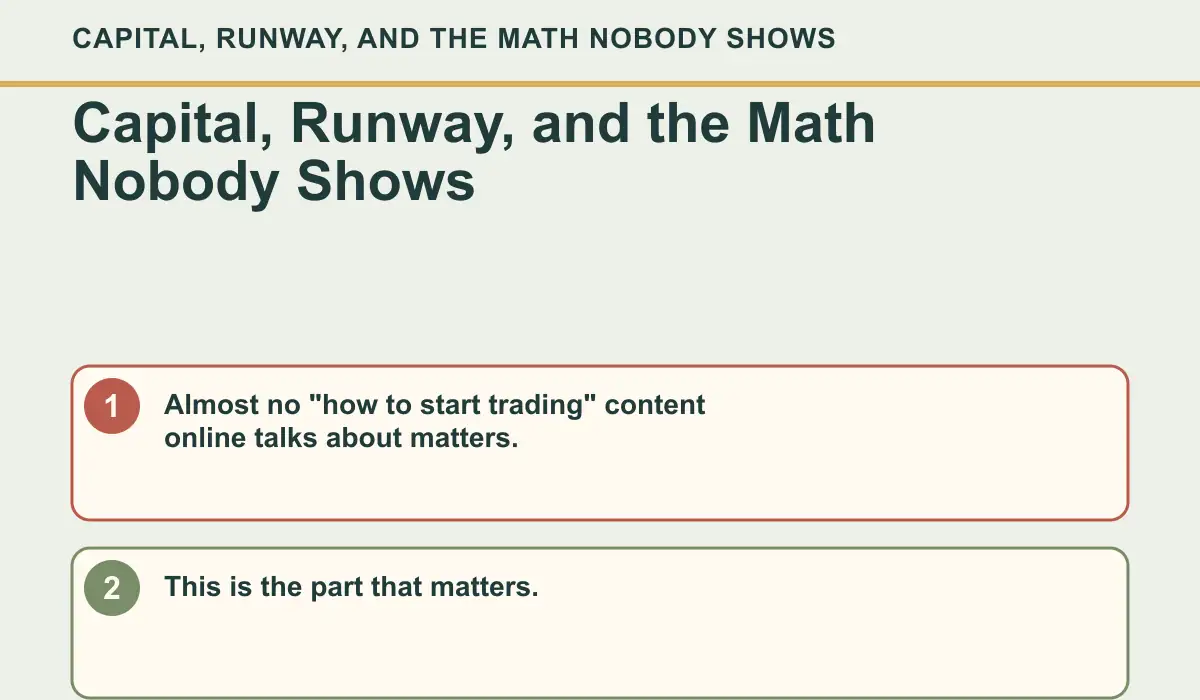 CAPITAL, RUNWAY, AND THE MATH NOBODY SHOWS
Capital, Runway, and the Math
Nobody Shows
1
Almost no "how to start trading" content
online talks about matters.
2
This is the part that matters.